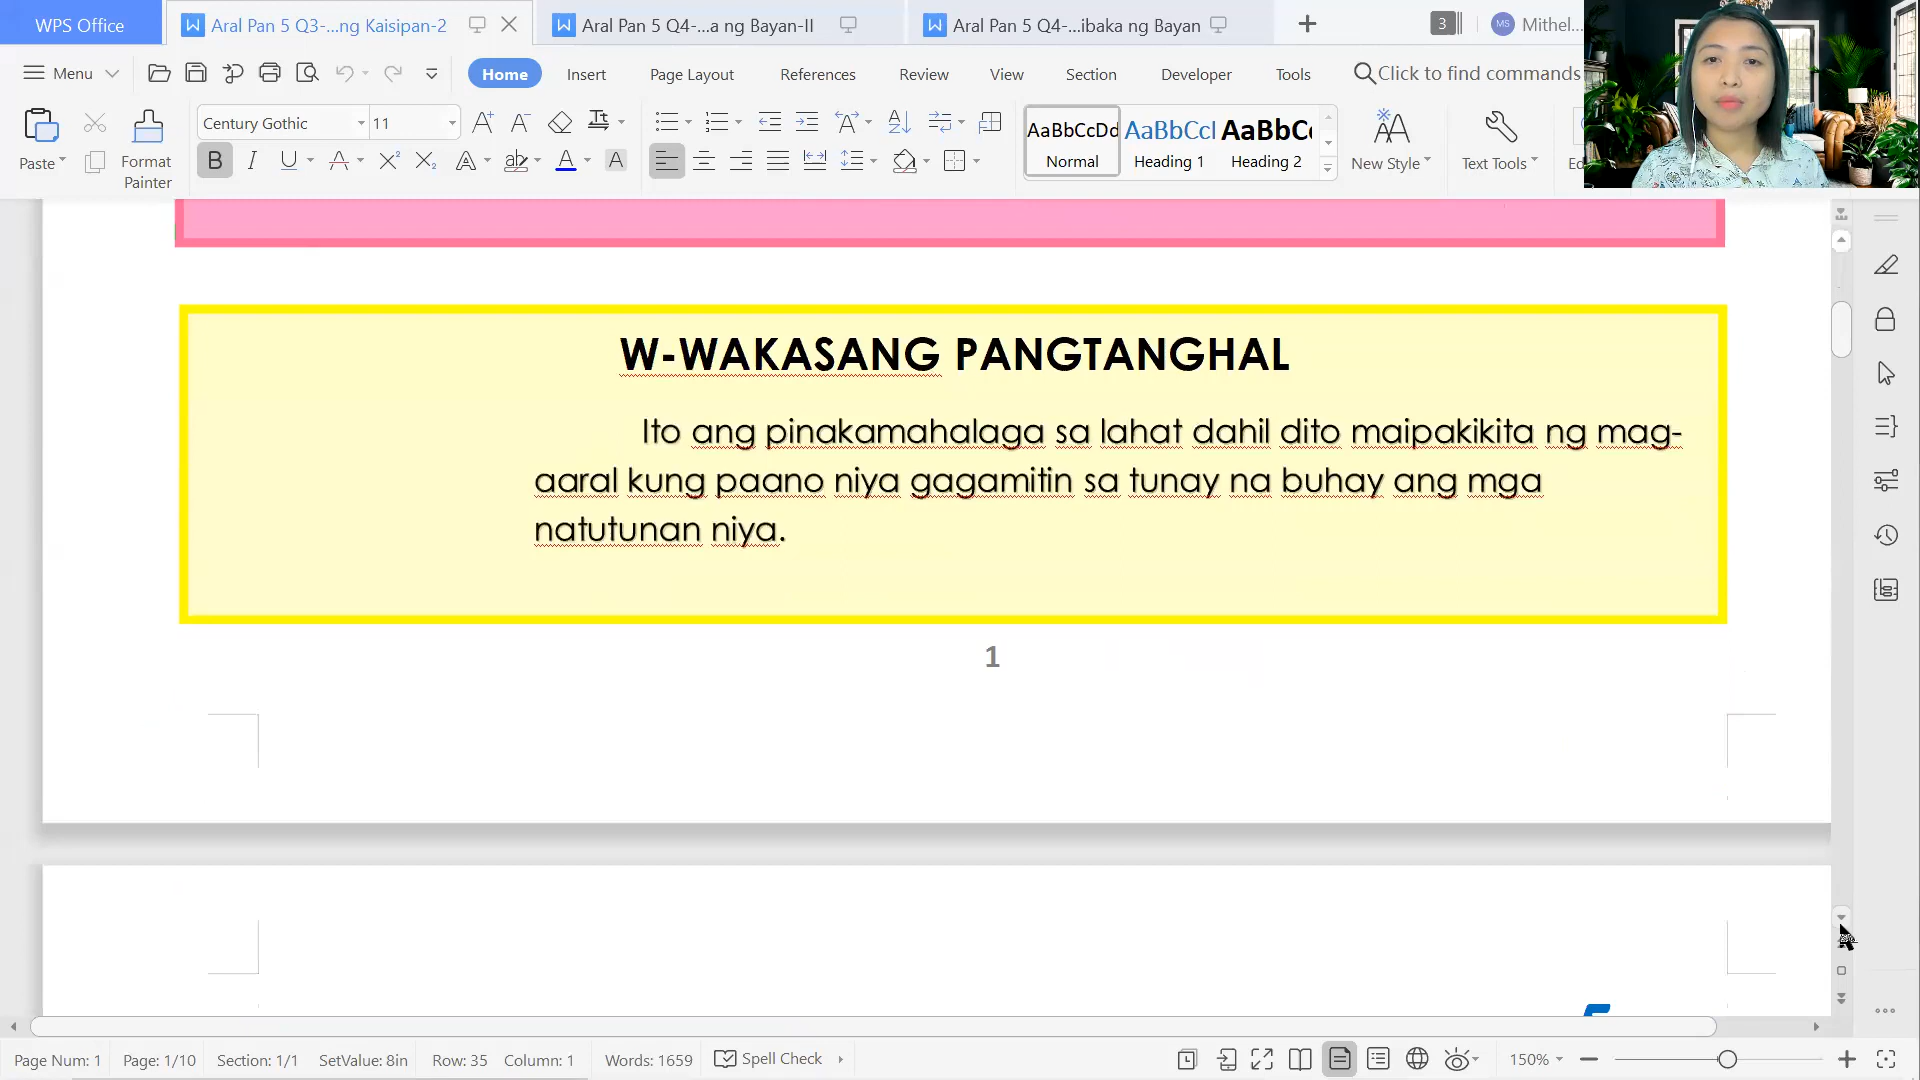 WPS Office
Aral Pan 5 Q3-...ng Kaisipan-2
Aral Pan 5 Q4-...a ng Bayan-II
Aral Pan 5 Q4-...ibaka ng Bayan
3
MS
Mithel...
Menu
Home
Insert
Page Layout
References
Review
View
Section
Developer
Tools
Click to find commands
Paste
Format
Painter
Century Gothic
11
AaBbCcDd
AaBbCcl
AaBbCc
Normal
Heading 1
Heading 2
New Style
Text Tools
W-WAKASANG PANGTANGHAL
Ito ang pinakamahalaga sa lahat dahil dito maipakikita ng mag-
aaral kung paano niya gagamitin sa tunay na buhay ang mga
natutunan niya.
1
Page Num: 1
Page: 1/10
Section: 1/1
SetValue: 8in
Row: 35
Column: 1
Words: 1659
Spell Check
150%